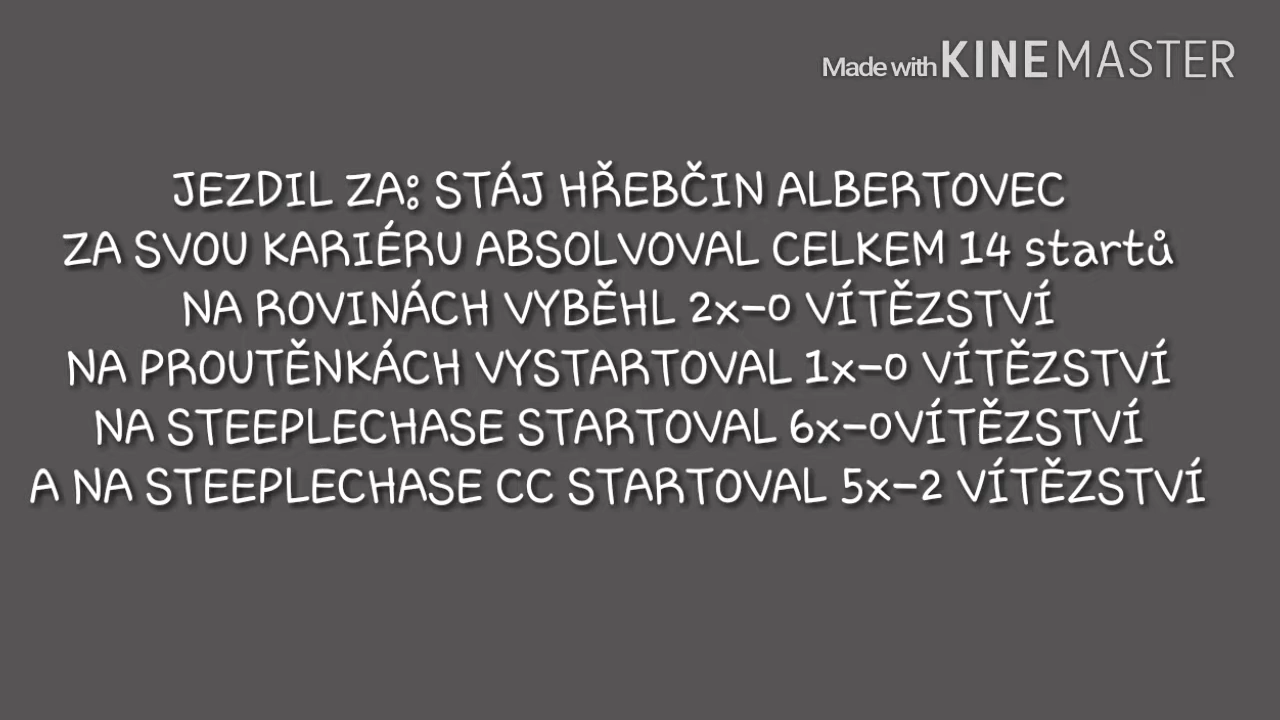 Made with KINEMASTER
JEZDIL ZA: STÁJ HŘEBČIN ALBERTOVEC
ZA SVOU KARIÉRU ABSOLVOVAL CELKEM 14 startů
NA ROVINÁCH VYBĚHL 2x-0 VÍTĚZSTVÍ
NA PROUTĚNKÁCH VYSTARTOVAL 1x-0 VÍTĚZSTVÍ
NA STEEPLECHASE STARTOVAL 6x-0VÍTĚZSTVÍ
A NA STEEPLECHASE CC STARTOVAL 5x-2 VÍTĚZSTVÍ